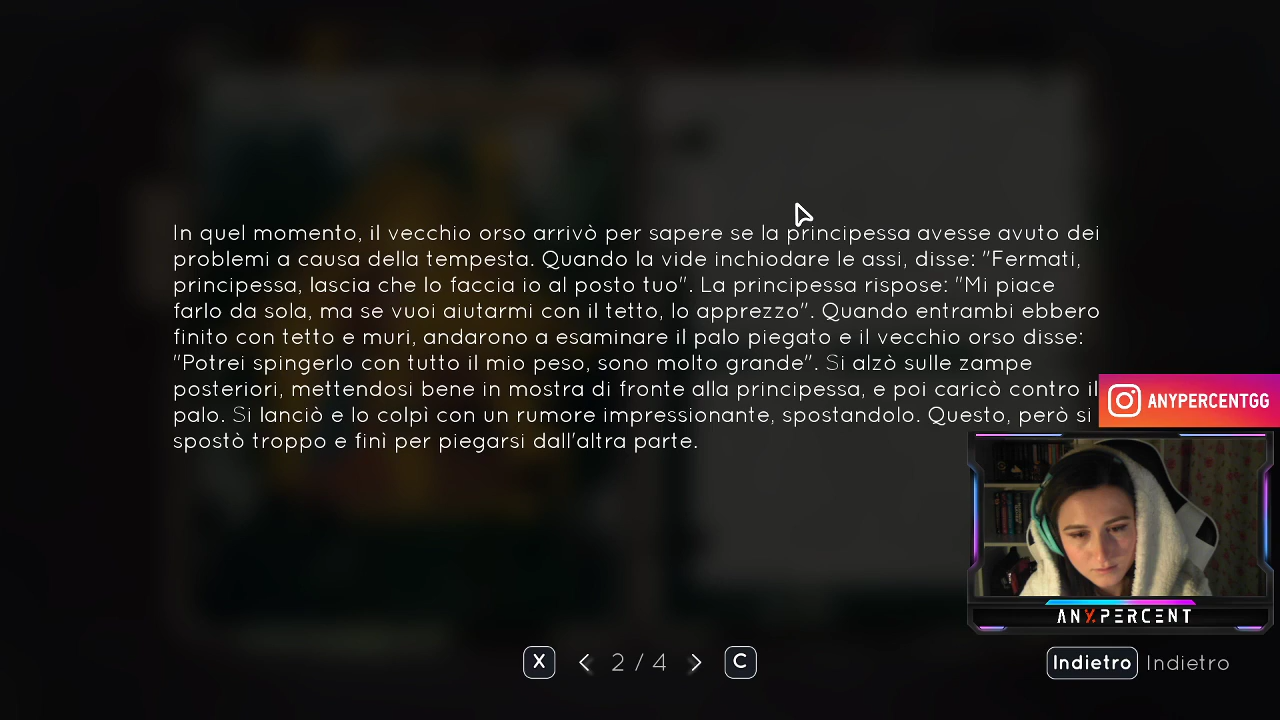 In quel momento, il vecchio orso arrivò per sapere se la principessa avesse avuto dei
problemi a causa della tempesta. Quando la vide inchiodare le assi, disse: "Fermati,
principessa, lascia che lo faccia io al posto tuo". La principessa rispose: "Mi piace
farlo da sola, ma se vuoi aiutarmi con il tetto, lo apprezzo". Quando entrambi ebbero
finito con tetto e muri, andarono a esaminare il palo piegato e il vecchio orso disse:
"Potrei spingerlo con tutto il mio peso, sono molto grande". Si alzò sulle zampe
posteriori, mettendosi bene in mostra di fronte alla principessa, e poi caricò contro il
palo. Si lanciò e lo colpì con un rumore impressionante, spostandolo. Questo, però si
spostò troppo e finì per piegarsi dall'altra parte.
ANYPERCENTGG
ANYPERCENT
X 2 / 4 C
Indietro Indietro